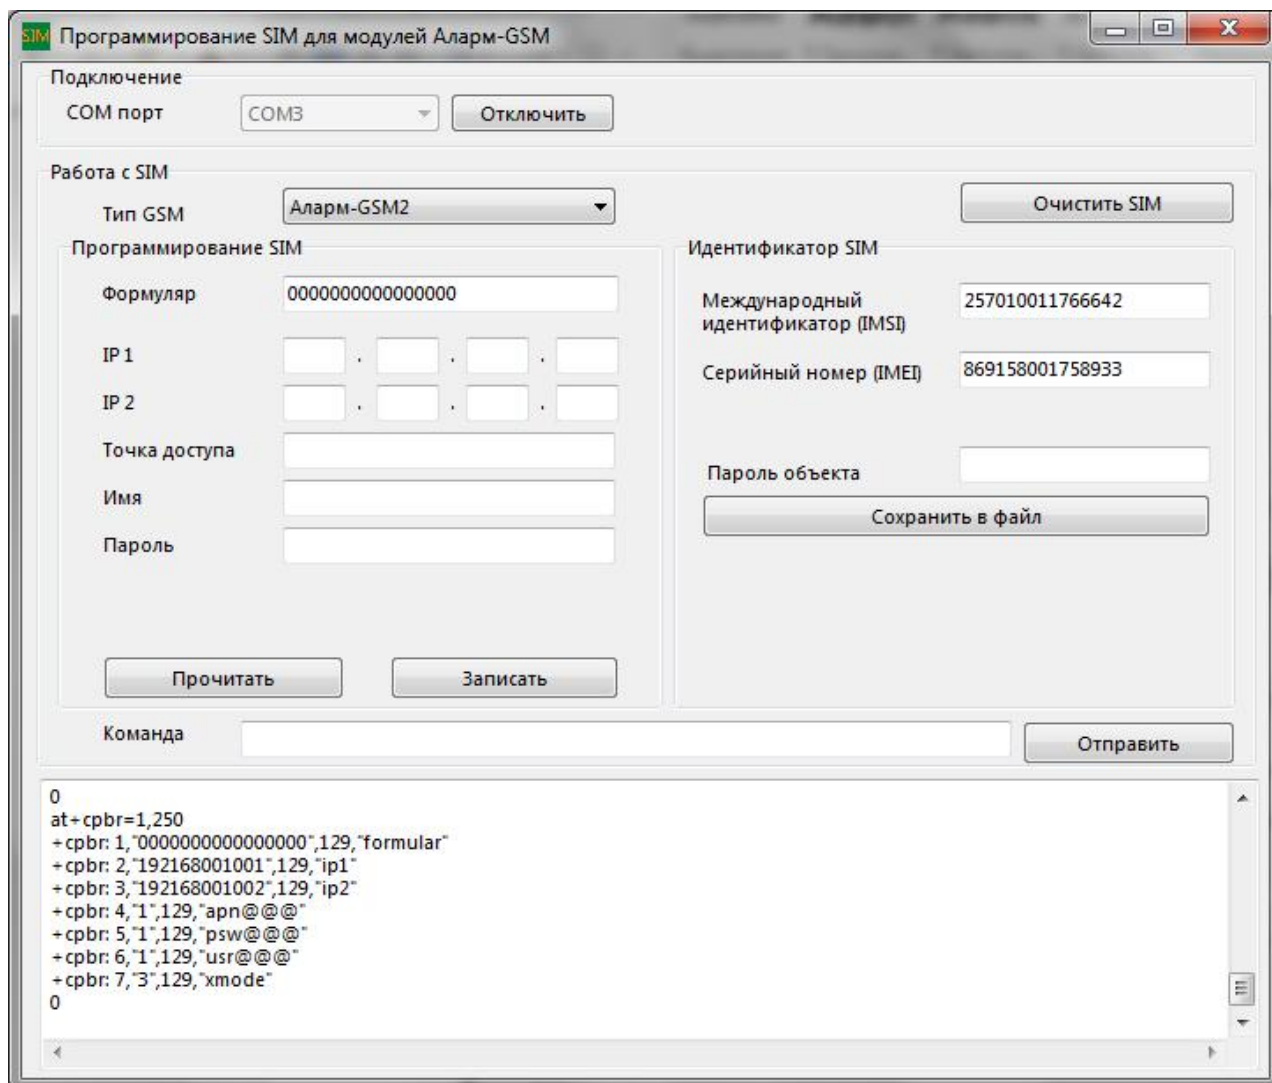 SIM Программирование SIM для модулей Аларм-GSM
Подключение
COM порт COM3 Отключить
Работа с SIM
Тип GSM Аларм-GSM2 Очистить SIM
Программирование SIM
Формуляр 0000000000000000
IP 1 . . .
IP 2 . . .
Точка доступа
Имя
Пароль
Прочитать Записать
Идентификатор SIM
Международный
идентификатор (IMSI) 257010011766642
Серийный номер (IMEI) 869158001758933
Пароль объекта
Сохранить в файл
Команда Отправить
0
at+cpbr=1,250
+cpbr: 1,"0000000000000000",129,"formular"
+cpbr: 2,"192168001001",129,"ip1"
+cpbr: 3,"192168001002",129,"ip2"
+cpbr: 4,"1",129,"apn@@@"
+cpbr: 5,"1",129,"psw@@@"
+cpbr: 6,"1",129,"usr@@@"
+cpbr: 7,"3",129,"xmode"
0